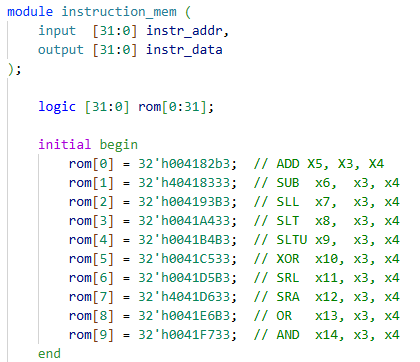 module instruction_mem (
    input  [31:0] instr_addr,
    output [31:0] instr_data
);

    logic [31:0] rom[0:31];

    initial begin
        rom[0] = 32'h004182b3;  // ADD X5, X3, X4
        rom[1] = 32'h40418333;  // SUB  x6,  x3, x4
        rom[2] = 32'h004193B3;  // SLL  x7,  x3, x4
        rom[3] = 32'h0041A433;  // SLT  x8,  x3, x4
        rom[4] = 32'h0041B4B3;  // SLTU x9,  x3, x4
        rom[5] = 32'h0041C533;  // XOR  x10, x3, x4
        rom[6] = 32'h0041D5B3;  // SRL  x11, x3, x4
        rom[7] = 32'h4041D633;  // SRA  x12, x3, x4
        rom[8] = 32'h0041E6B3;  // OR   x13, x3, x4
        rom[9] = 32'h0041F733;  // AND  x14, x3, x4
    end